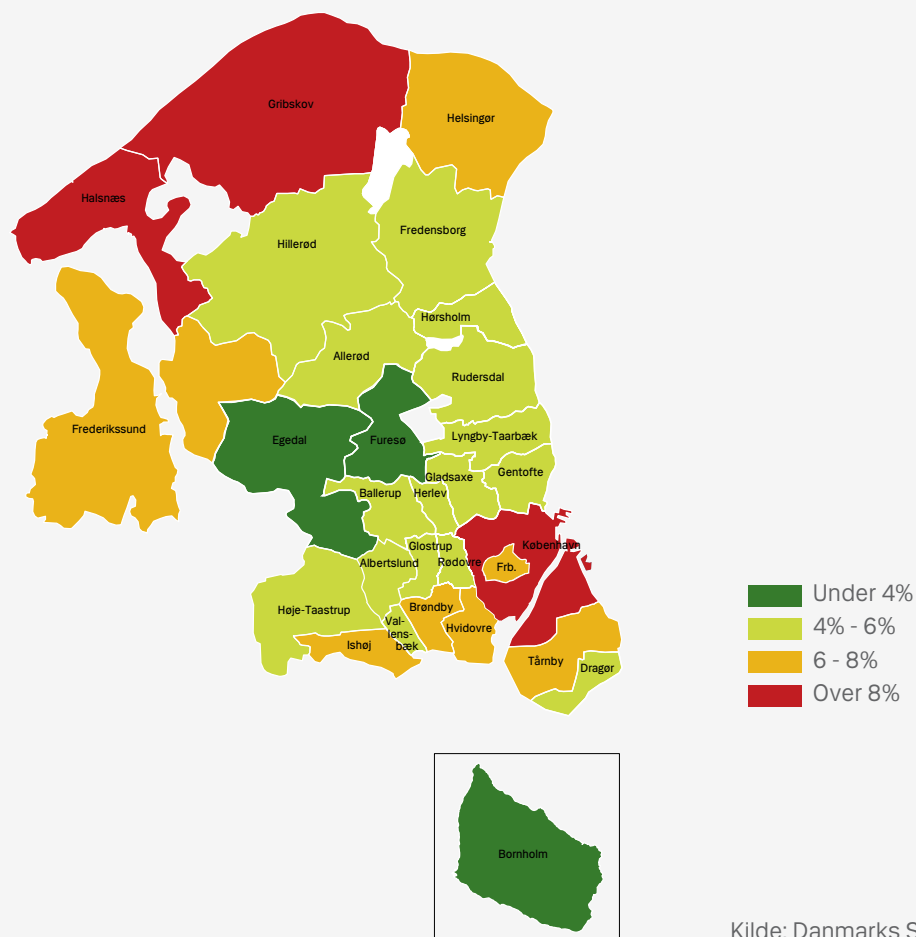 Gribskov
Helsingør
Halsnæs
Fredensborg
Hillerød
Hørsholm
Allerød
Rudersdal
Frederikssund
Egedal
Furesø
Lyngby-Taarbæk
Gladsaxe
Gentofte
Ballerup
Herlev
København
Glostrup
Albertslund
Rødovre
Frb.
Høje-Taastrup
Brøndby
Val-
lens-
bæk
Hvidovre
Ishøj
Tårnby
Dragør
Under 4%
4% - 6%
6 - 8%
Over 8%
Bornholm
Kilde: Danmarks S